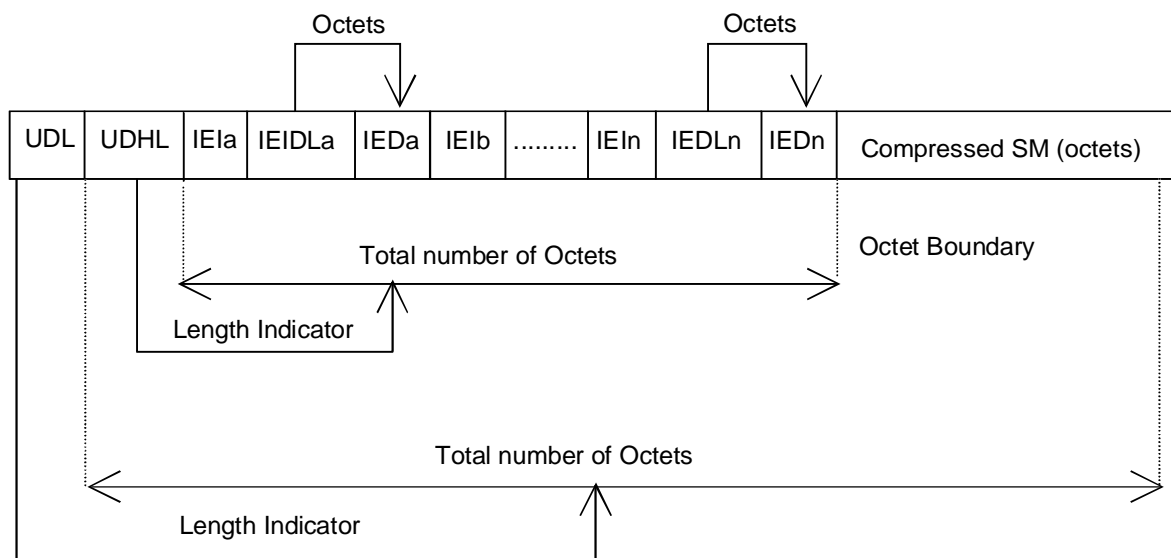 Octets
Octets
UDL UDHL IEIa IEIDLa IEDa IEIb ......... IEIn IEDLn IEDn Compressed SM (octets)
Total number of Octets
Octet Boundary
Length Indicator
Total number of Octets
Length Indicator